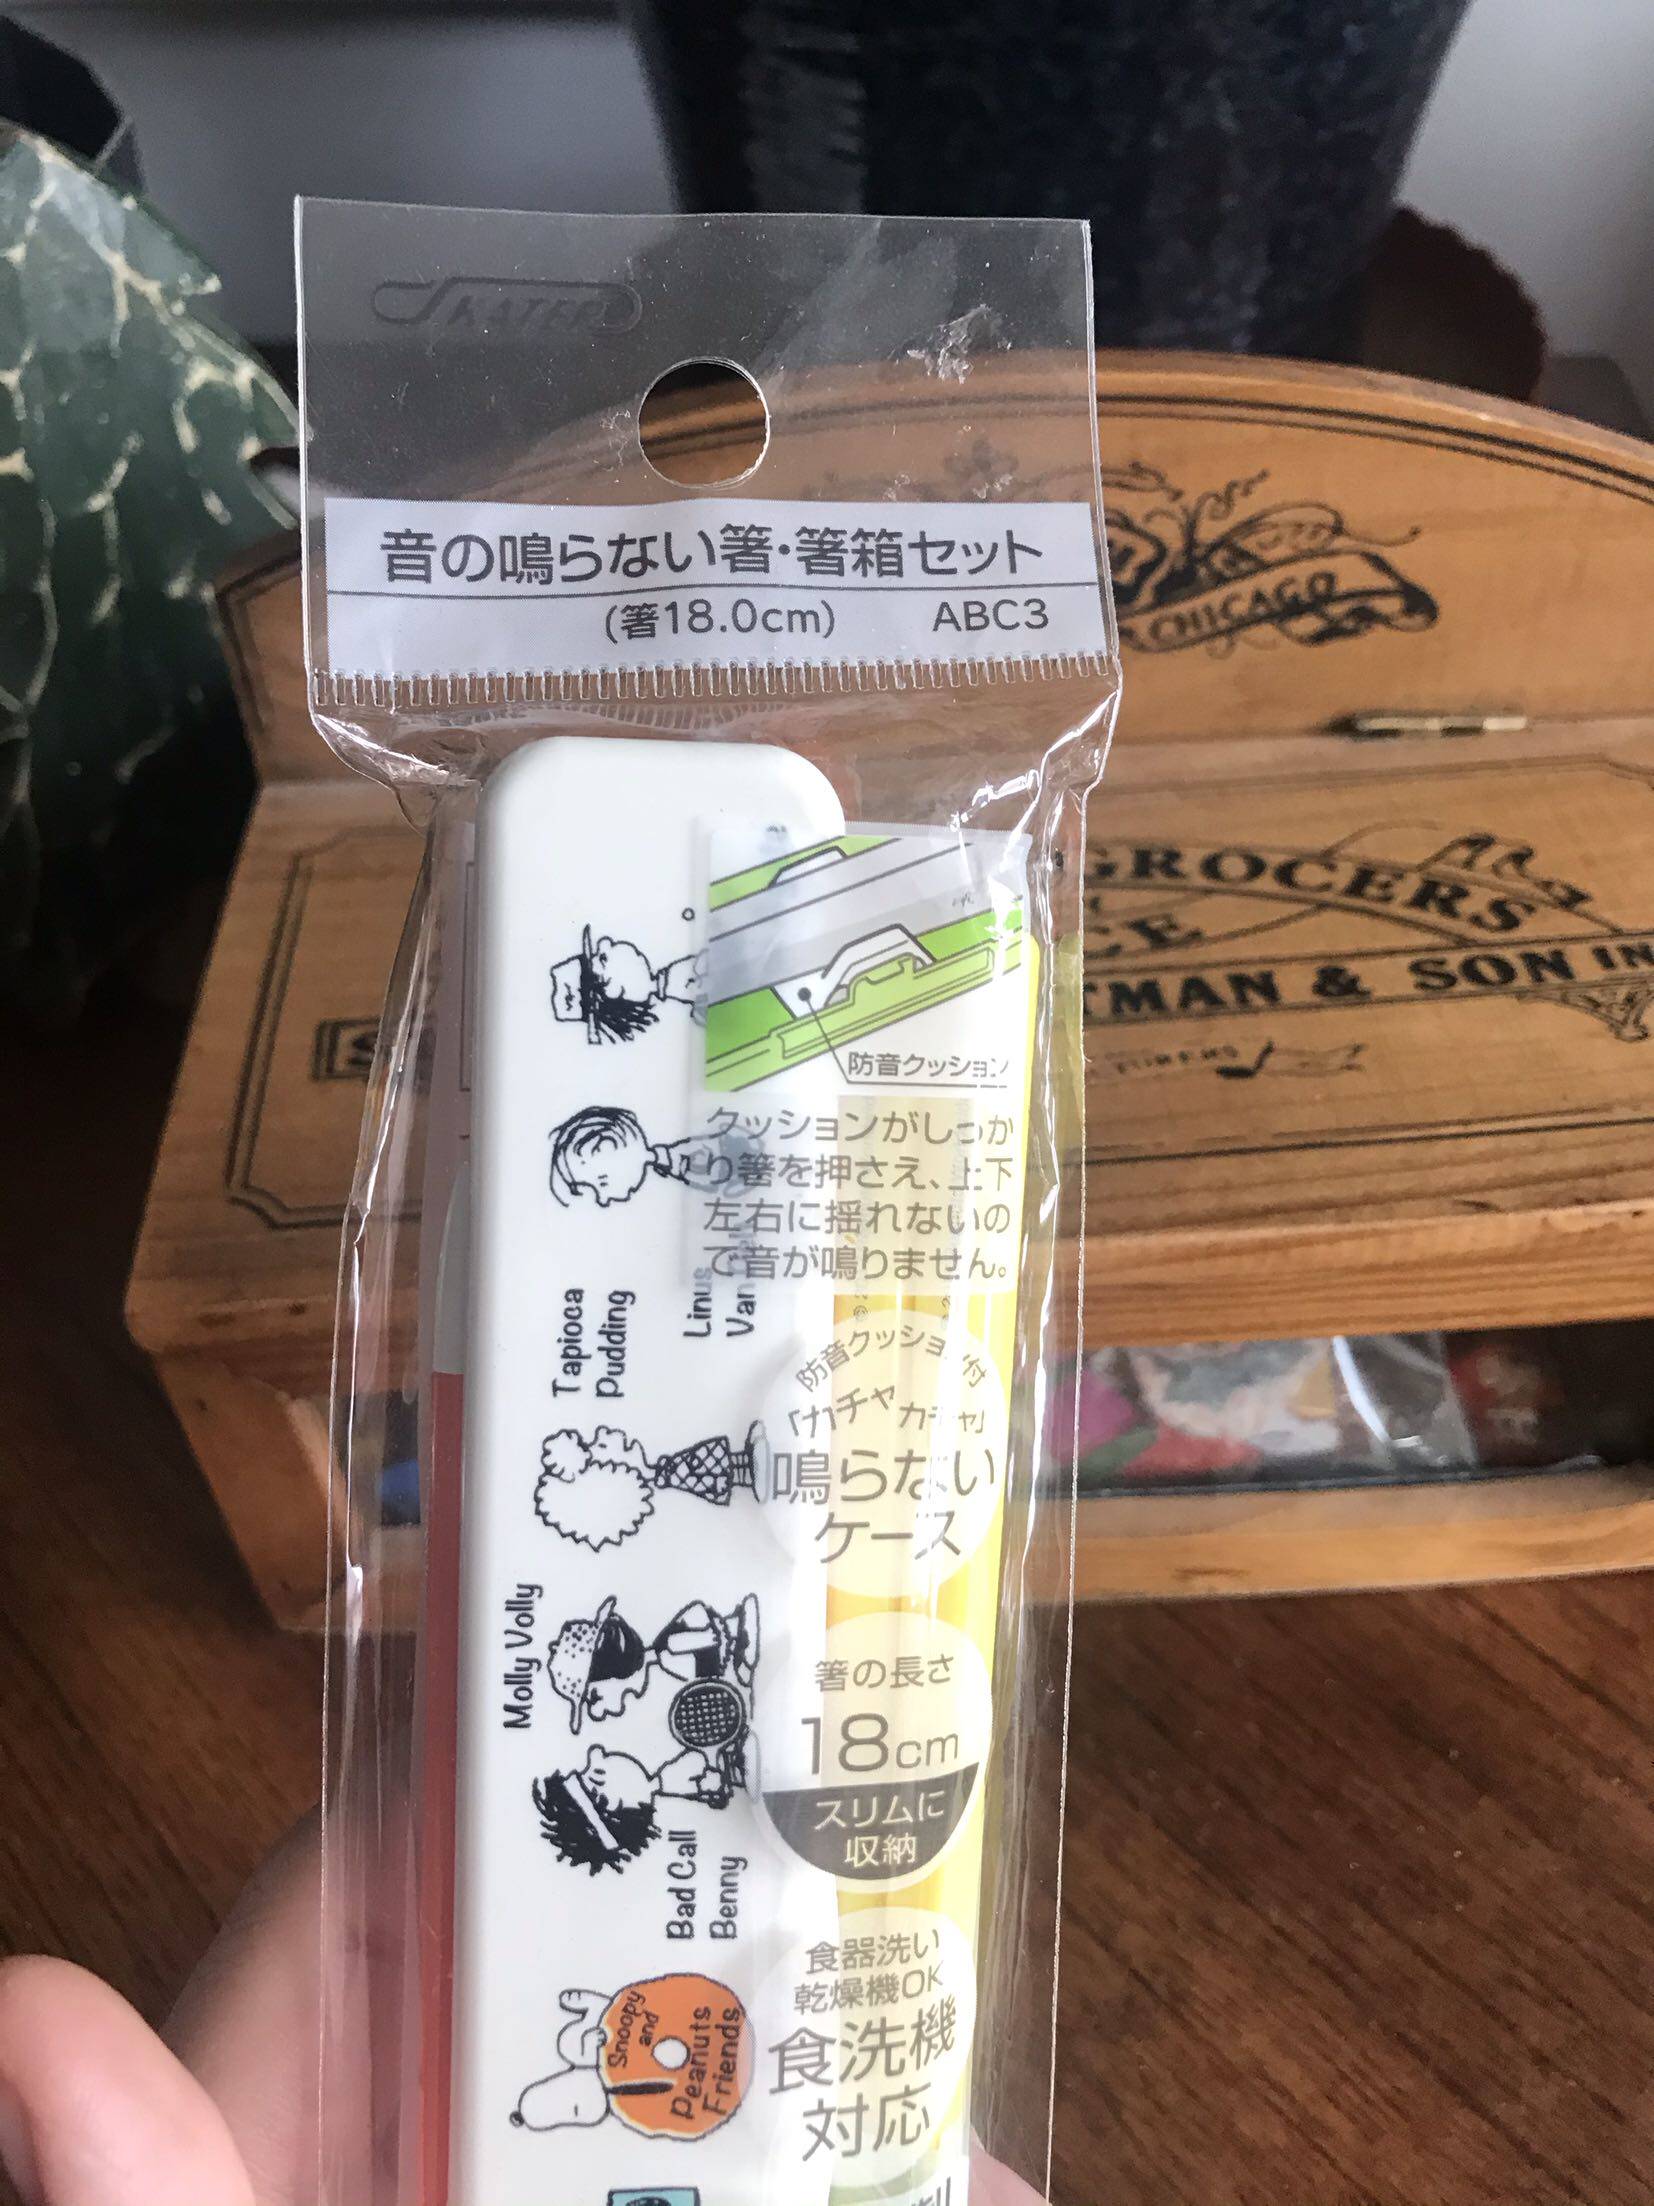 SKATER
音の鳴らない箸・箸箱セット
(箸18.0cm) ABC3
防音クッション
クッションがしっか
り箸を押さえ、上下
左右に揺れないの
で音が鳴りません。
防音クッション付
「カチャカチャ」
鳴らない
ケース
箸の長さ
18cm
スリムに
収納
食器洗い
乾燥機OK
食洗機
対応
製
Linus
Van
Tapioca
Pudding
Molly Volly
Bad Call
Benny
Snoopy
and
Peanuts
Friends
CHICAGO
GROCERS
TMAN & SON INC